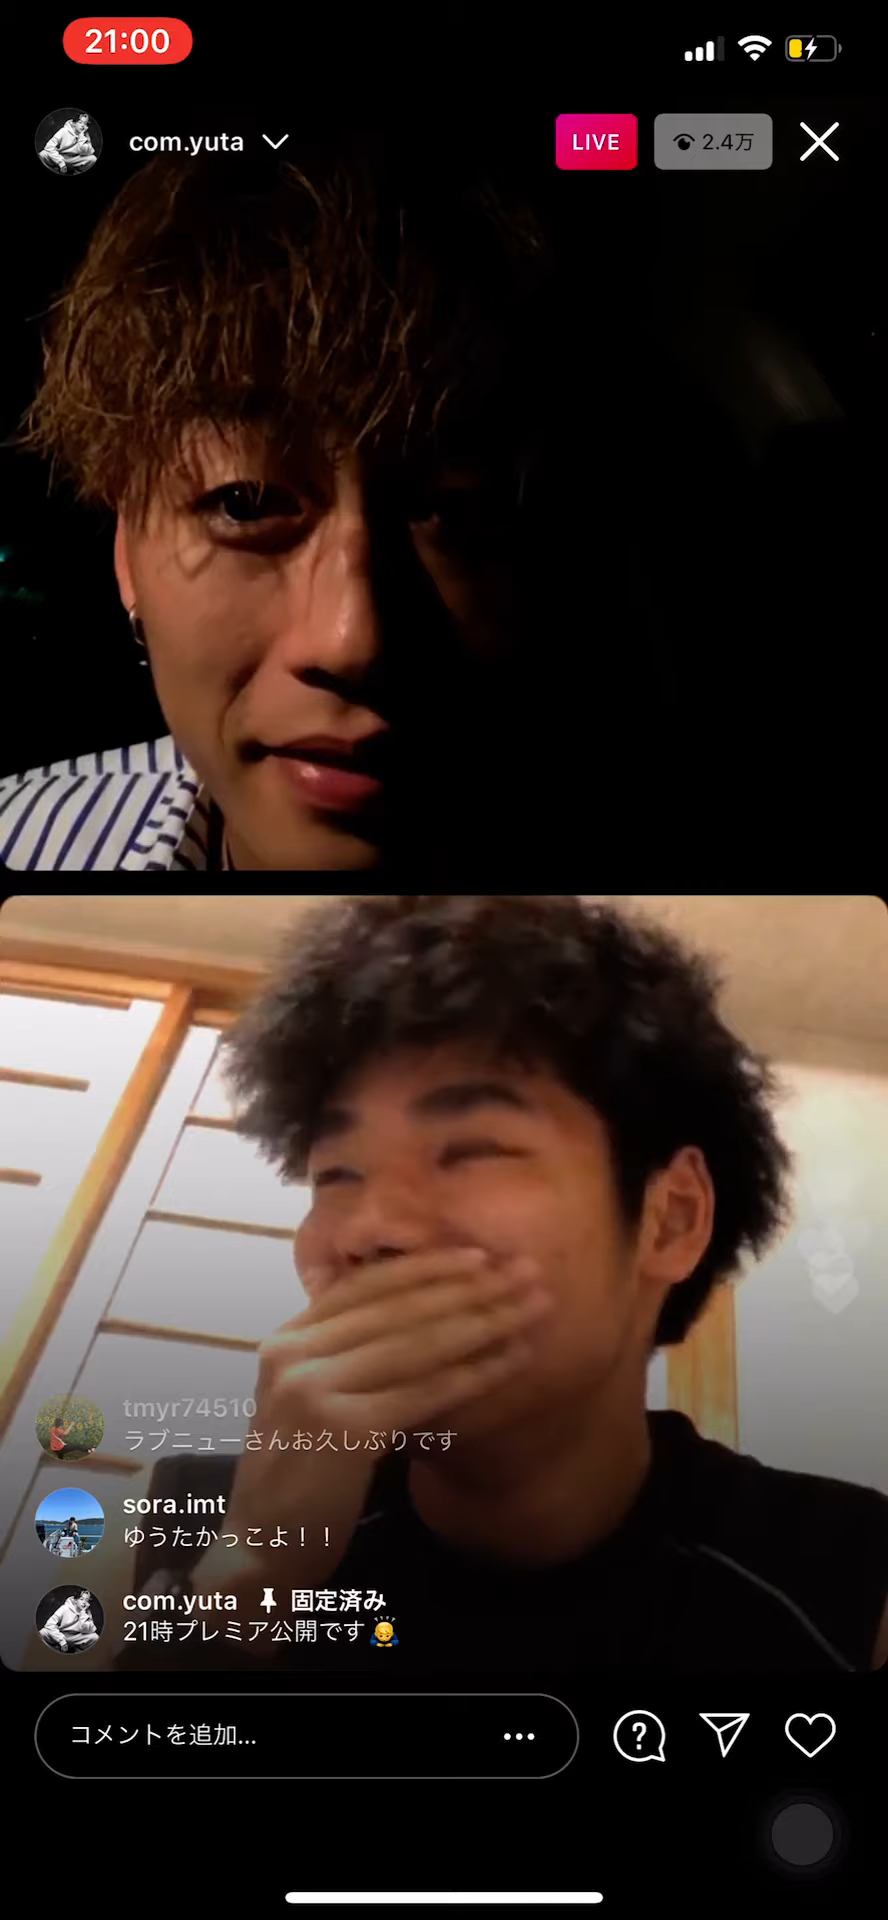 21:00
com.yuta
LIVE
2.4万
tmyr74510
ラブニューさんお久しぶりです
sora.imt
ゆうたかっこよ！！
com.yuta 固定済み
21時プレミア公開です🙇
コメントを追加...